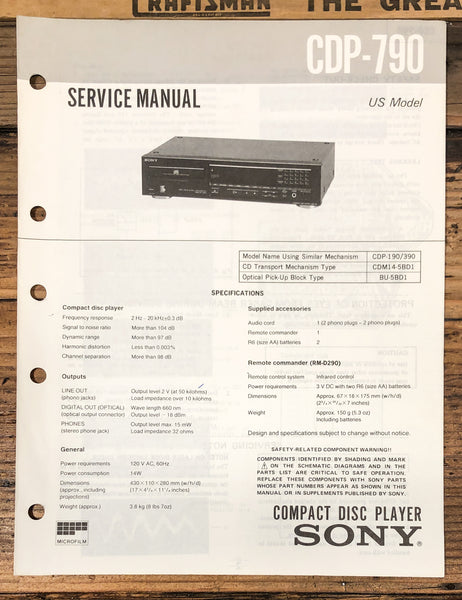 CRAFTSMAN THE GREA
CDP-790
SERVICE MANUAL
US Model
SONY
Model Name Using Similar Mechanism CDP-190/390
CD Transport Mechanism Type CDM14-5BD1
Optical Pick-Up Block Type BU-5BD1
SPECIFICATIONS
Compact disc player
Frequency response 2 Hz - 20 kHz ±0.3 dB
Signal to noise ratio More than 104 dB
Dynamic range More than 97 dB
Harmonic distortion Less than 0.003%
Channel separation More than 98 dB
Outputs
LINE OUT Output level 2 V (at 50 kilohms)
(phono jacks) Load impedance over 10 kilohms
DIGITAL OUT (OPTICAL) Wave length 660 nm
(optical output connector) Output level - 18 dBm
PHONES Output level max. 15 mW
(stereo phone jack) Load impedance 32 ohms
General
Power requirements 120 V AC, 60Hz
Power consumption 14W
Dimensions 430 × 110 × 280 mm (w/h/d)
(approx., including
projections)
Weight (approx.) 3.8 kg (8 lbs 7oz)
Supplied accessories
Audio cord 1 (2 phono plugs – 2 phono plugs)
Remote commander 1
R6 (size AA) batteries 2
Remote commander (RM-D290)
Remote control system Infrared control
Power requirements 3 V DC with two R6 (size AA) batteries
Dimensions Approx. 67 × 18 × 175 mm (w/h/d)
Weight Approx. 150 g (5.3 oz)
Including batteries
Design and specifications subject to change without notice.
SAFETY-RELATED COMPONENT WARNING!!
COMPONENTS IDENTIFIED BY SHADING AND MARK
⚠ ON THE SCHEMATIC DIAGRAMS AND IN THE
PARTS LIST ARE CRITICAL TO SAFE OPERATION.
REPLACE THESE COMPONENTS WITH SONY PARTS
WHOSE PART NUMBERS APPEAR AS SHOWN IN THIS
MANUAL OR IN SUPPLEMENTS PUBLISHED BY SONY.
MICROFILM
COMPACT DISC PLAYER
SONY®